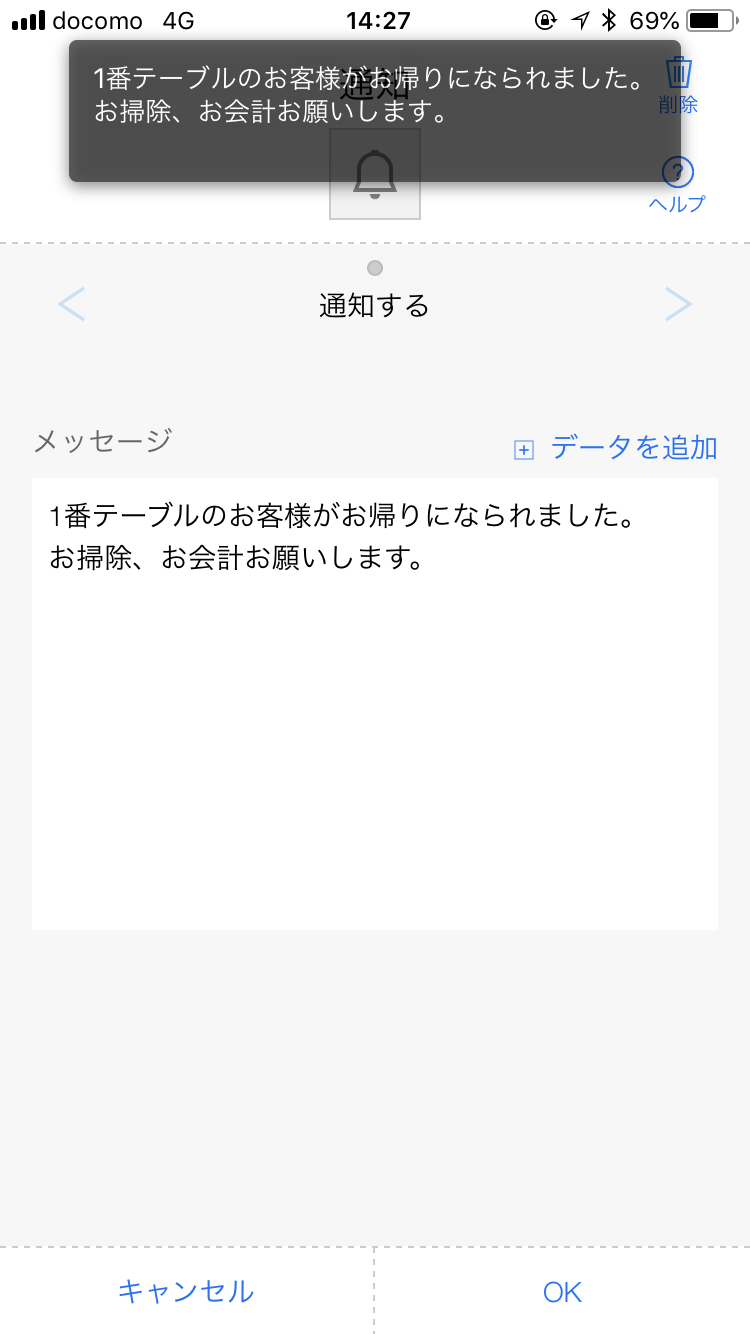 docomo 4G 14:27 69%
1番テーブルのお客様がお帰りになられました。
お掃除、お会計お願いします。
通知
削除
?
ヘルプ
通知する
メッセージ
データを追加
1番テーブルのお客様がお帰りになられました。
お掃除、お会計お願いします。
キャンセル
OK